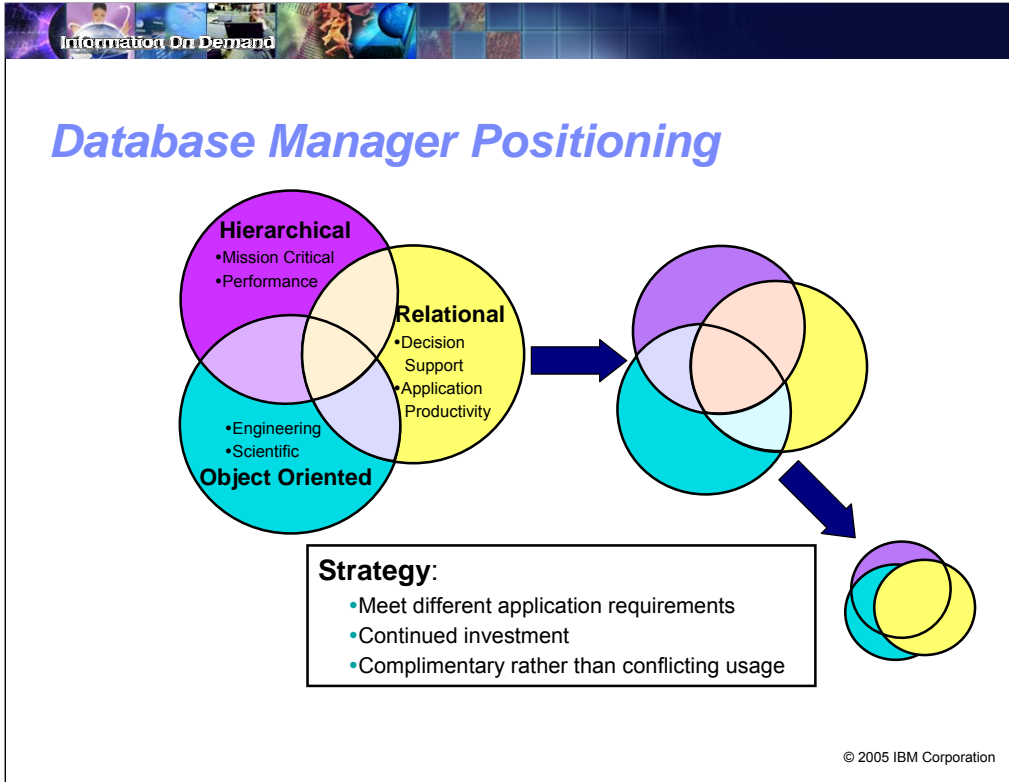 Information On Demand
Database Manager Positioning
Hierarchical
•Mission Critical
•Performance
Relational
•Decision
Support
•Application
Productivity
•Engineering
•Scientific
Object Oriented
Strategy:
•Meet different application requirements
•Continued investment
•Complimentary rather than conflicting usage
© 2005 IBM Corporation